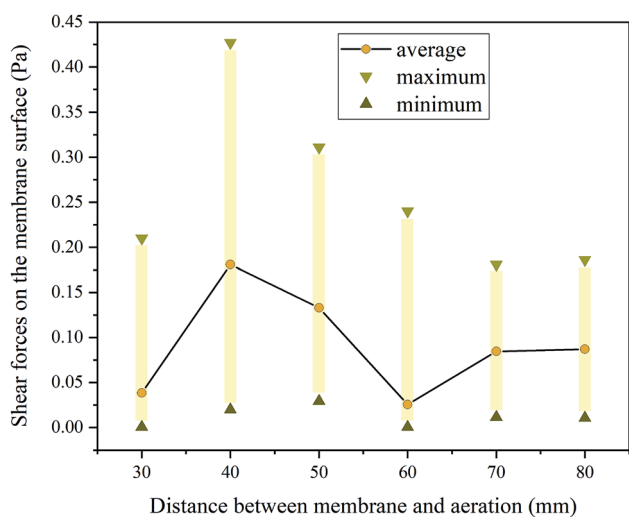 0.45
0.40
0.35
0.30
0.25
0.20
0.15
0.10
0.05
0.00
Shear forces on the membrane surface (Pa)
average
maximum
minimum
30 40 50 60 70 80
Distance between membrane and aeration (mm)